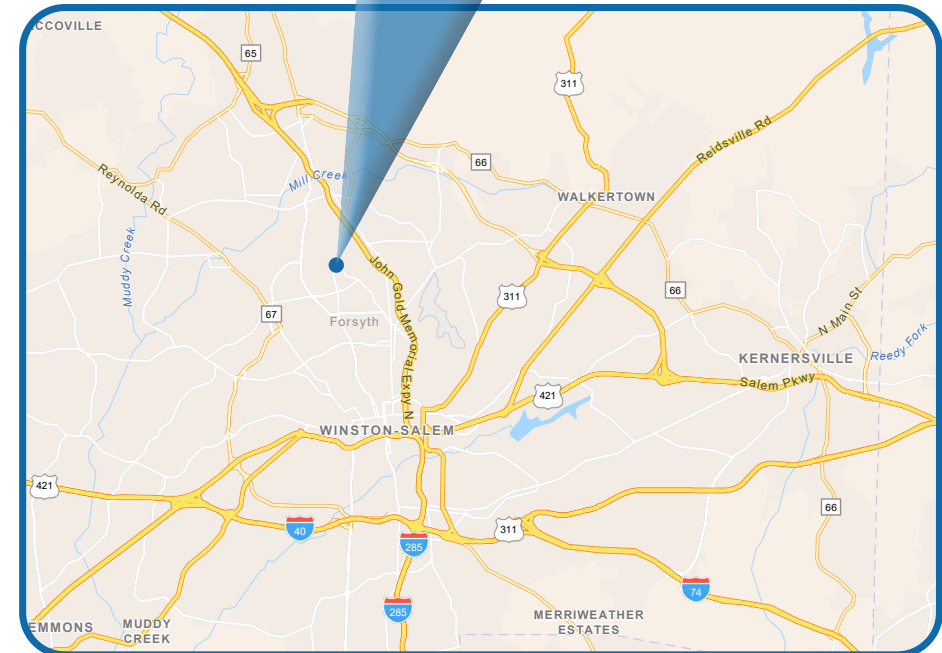 CCOVILLE
65
311
Reidsville Rd
66
Mill Creek
Reynolda Rd
WALKERTOWN
Muddy Creek
John Gold Memorial Expy N
311
66
67
Forsyth
N Main St
Reedy Fork
KERNERSVILLE
Salem Pkwy
421
WINSTON-SALEM
421
66
40
311
285
74
285
MERRIWEATHER
ESTATES
EMMONS
MUDDY
CREEK